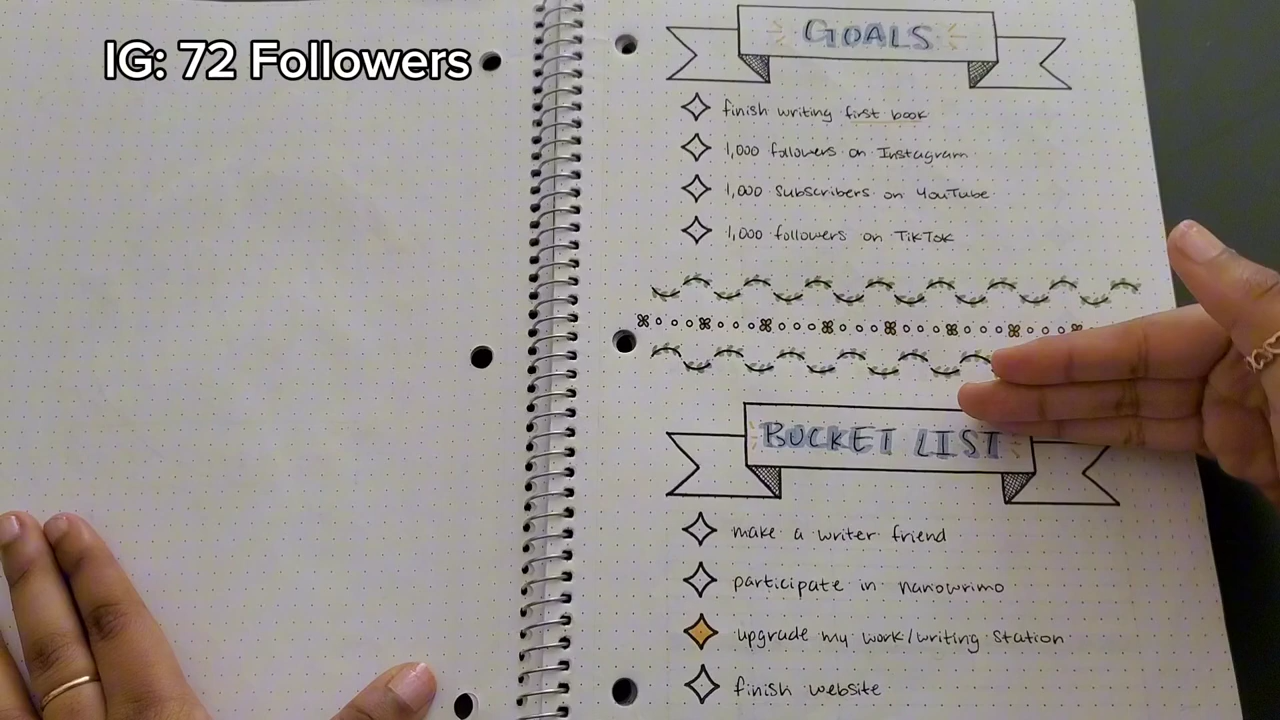 IG: 72 Followers
GOALS
finish writing first book
1,000 followers on Instagram
1,000 subscribers on YouTube
1,000 followers on TikTok
BUCKET LIST
make a writer friend
participate in nanowrimo
upgrade my work/writing station
finish website